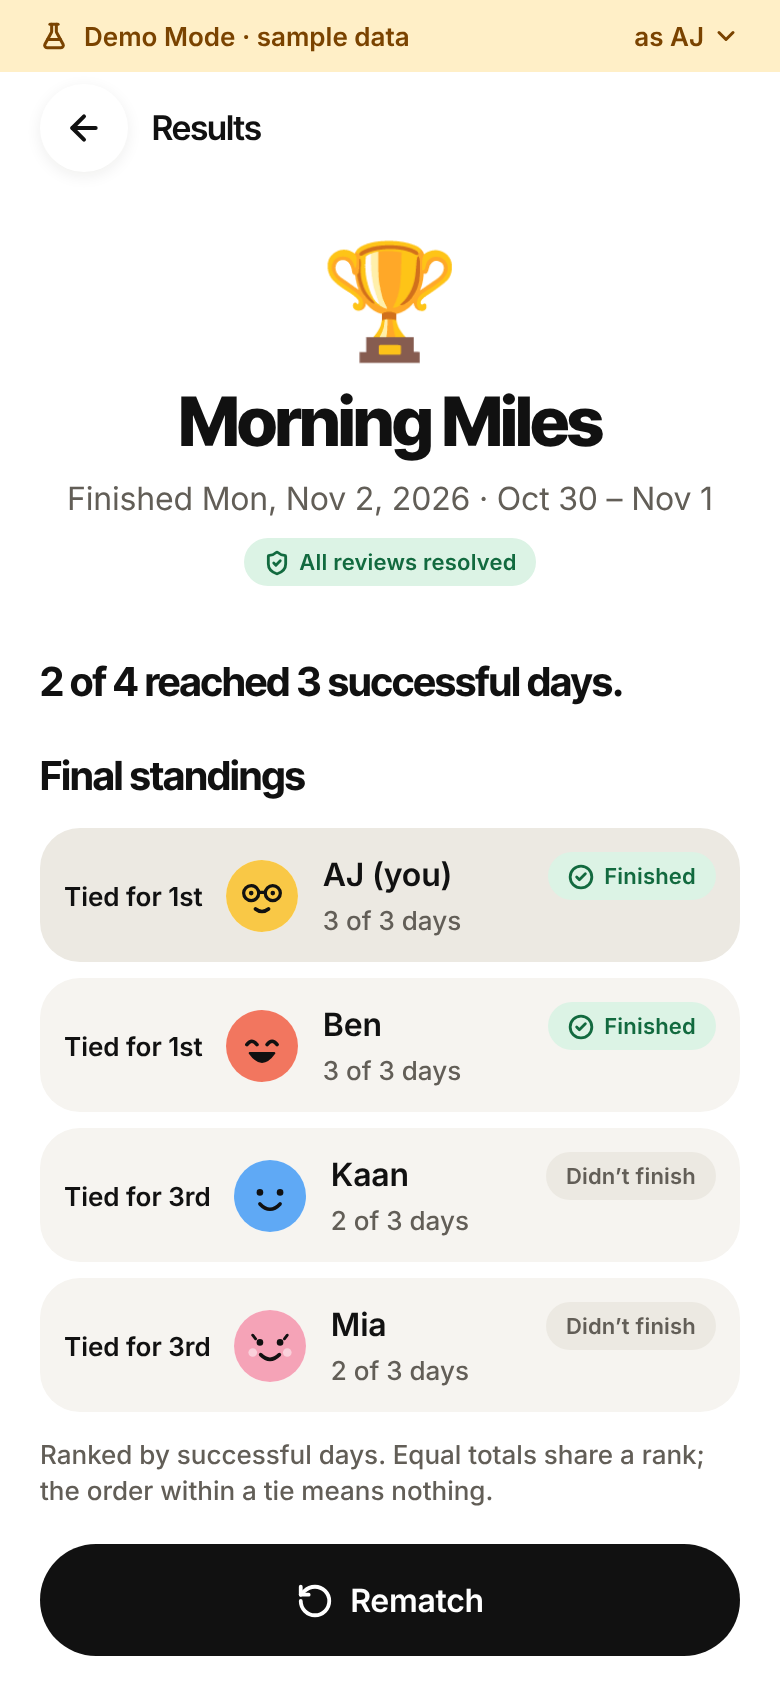 Demo Mode · sample data
as AJ
Results
Morning Miles
Finished Mon, Nov 2, 2026 · Oct 30 – Nov 1
All reviews resolved
2 of 4 reached 3 successful days.
Final standings
Tied for 1st
AJ (you)
3 of 3 days
Finished
Tied for 1st
Ben
3 of 3 days
Finished
Tied for 3rd
Kaan
2 of 3 days
Didn’t finish
Tied for 3rd
Mia
2 of 3 days
Didn’t finish
Ranked by successful days. Equal totals share a rank;
the order within a tie means nothing.
Rematch